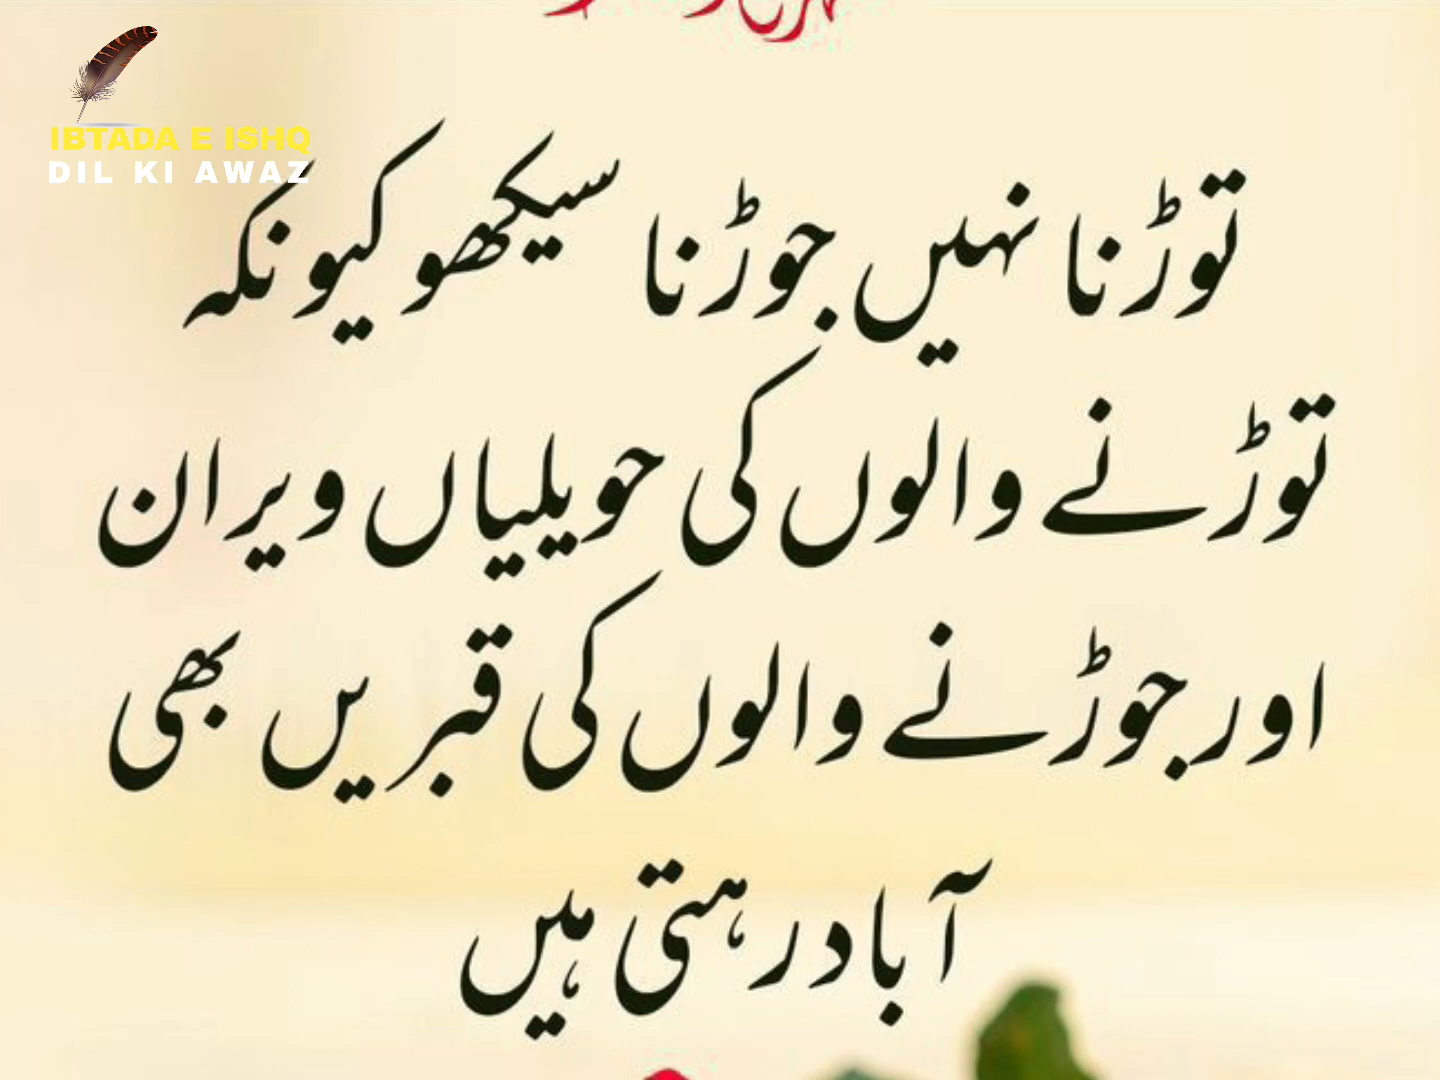 IBTADA E ISHQ
DIL KI AWAZ
توڑنا نہیں جوڑنا سیکھو کیونکہ
توڑنے والوں کی حویلیاں ویران
اور جوڑنے والوں کی قبریں بھی
آباد رہتی ہیں